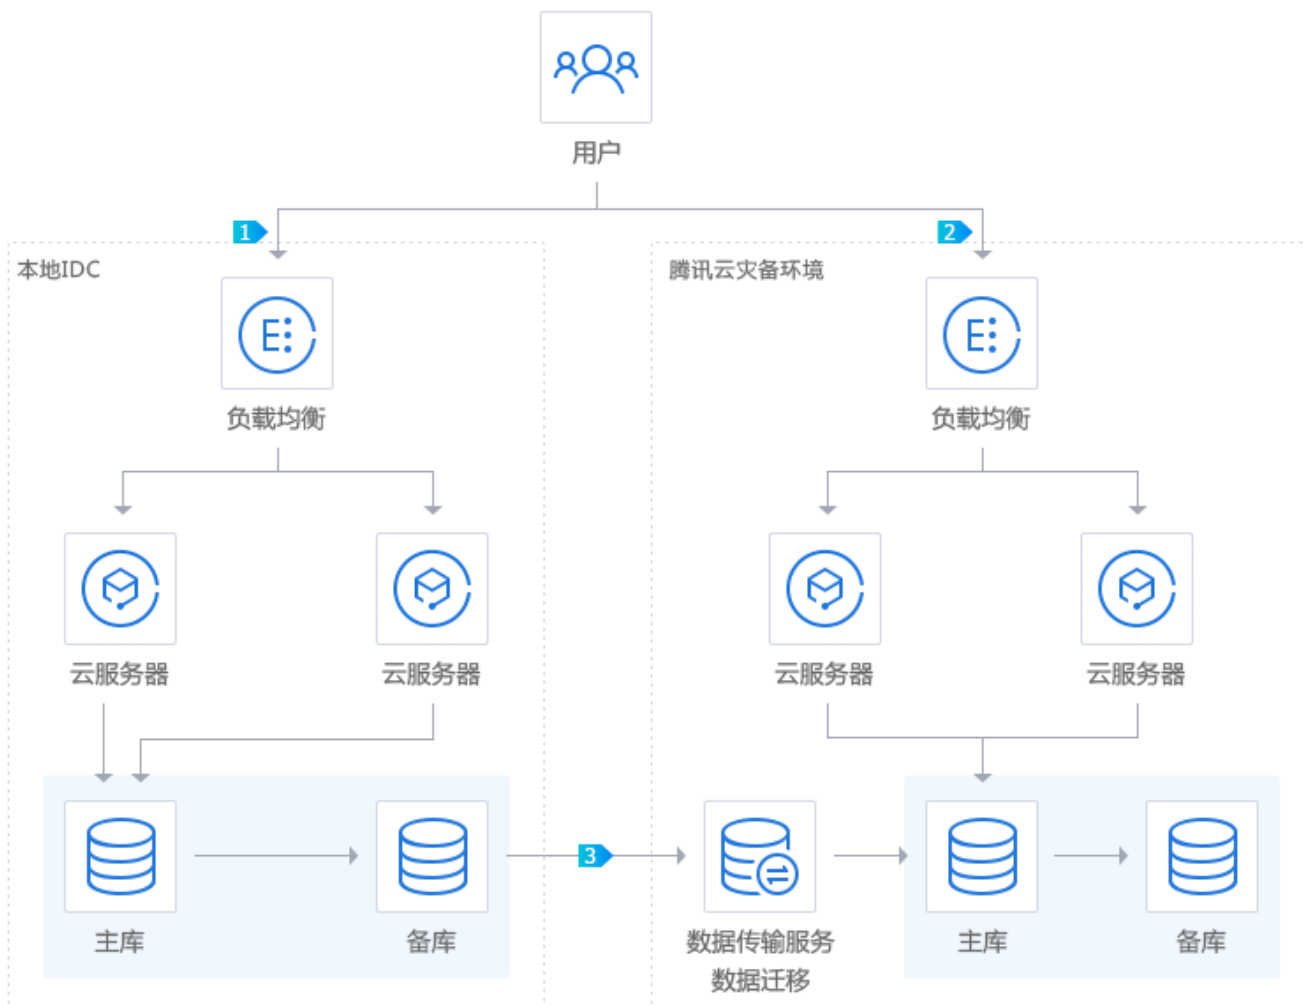 用户
1
2
本地IDC
腾讯云灾备环境
E
E
负载均衡
负载均衡
云服务器
云服务器
云服务器
云服务器
3
主库
备库
数据传输服务
数据迁移
主库
备库